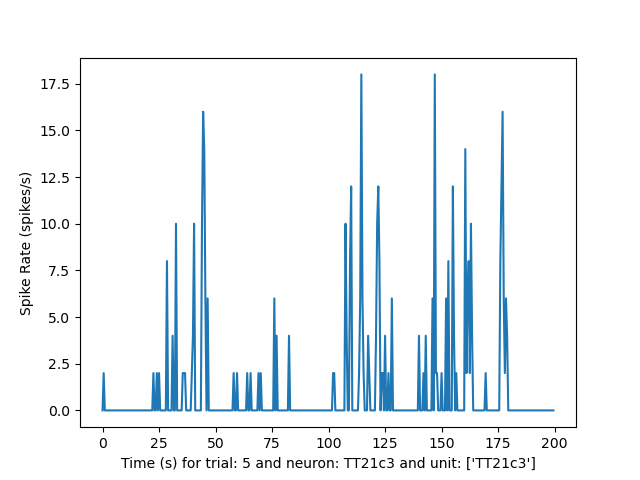 17.5
15.0
12.5
10.0
7.5
5.0
2.5
0.0
Spike Rate (spikes/s)
0 25 50 75 100 125 150 175 200
Time (s) for trial: 5 and neuron: TT21c3 and unit: ['TT21c3']